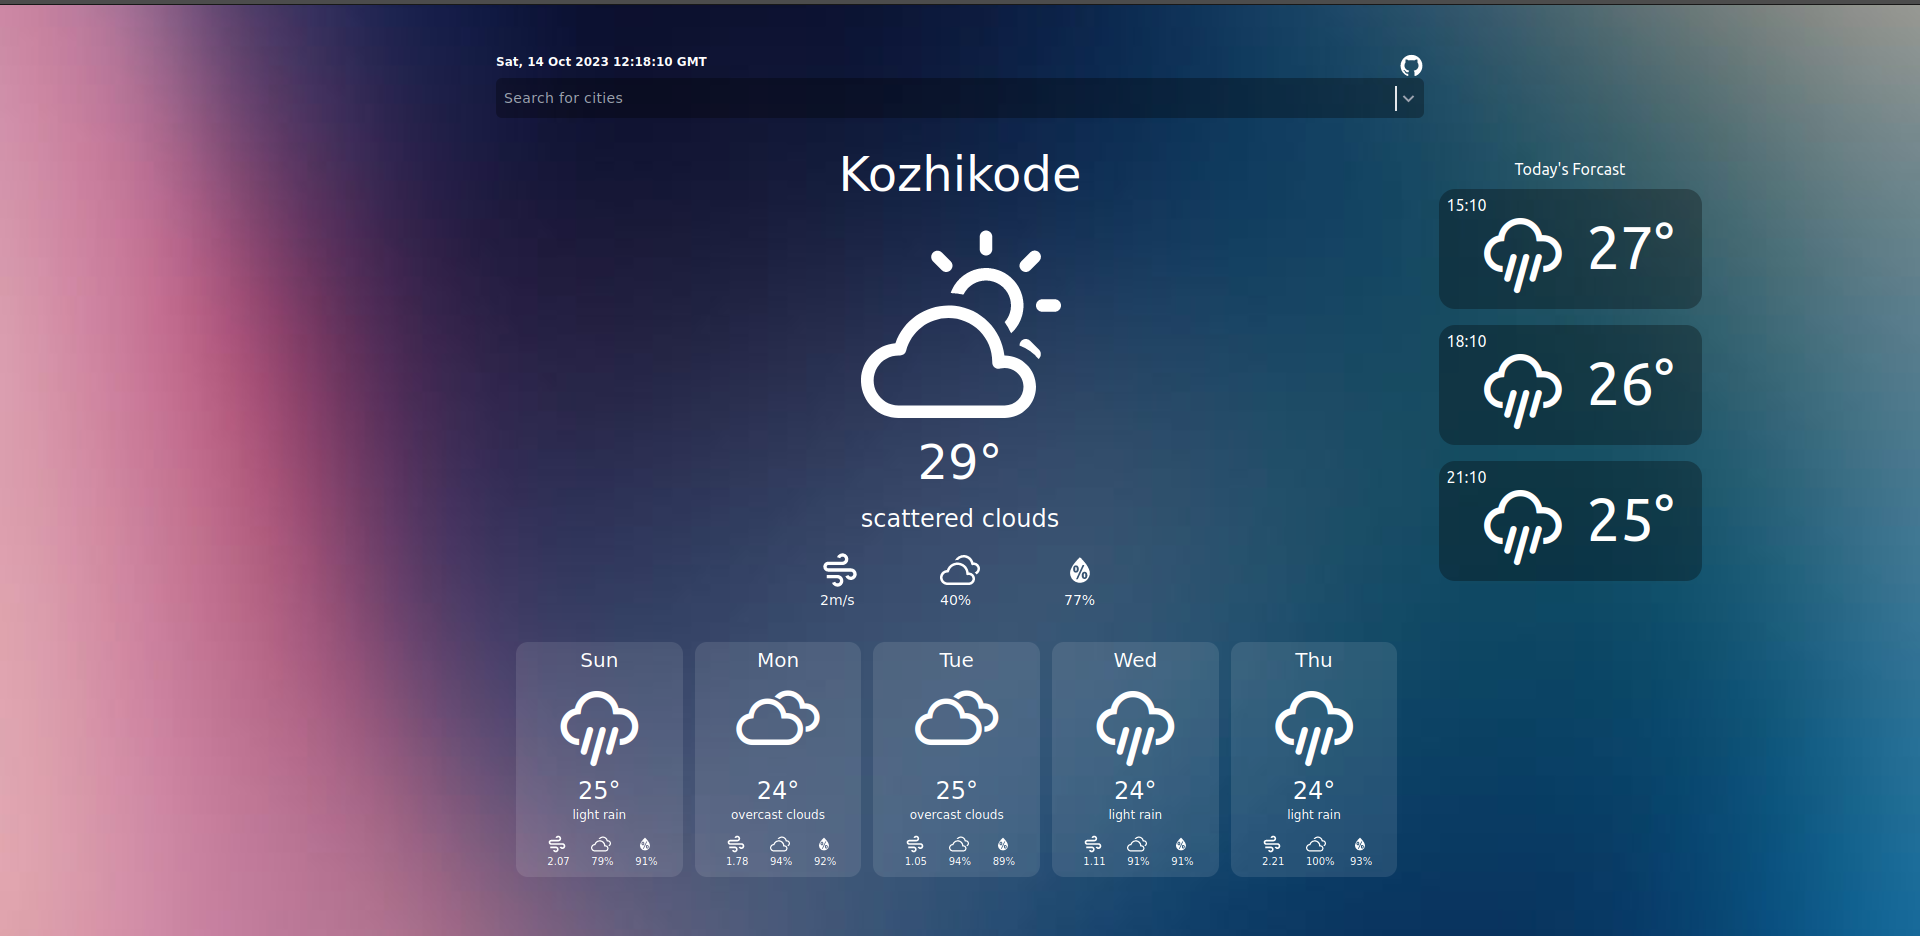 Sat, 14 Oct 2023 12:18:10 GMT
Search for cities
Kozhikode
29°
scattered clouds
2m/s 40% 77%
Today's Forcast
15:10
27°
18:10
26°
21:10
25°
Sun
25°
light rain
2.07 79% 91%
Mon
24°
overcast clouds
1.78 94% 92%
Tue
25°
overcast clouds
1.05 94% 89%
Wed
24°
light rain
1.11 91% 91%
Thu
24°
light rain
2.21 100% 93%